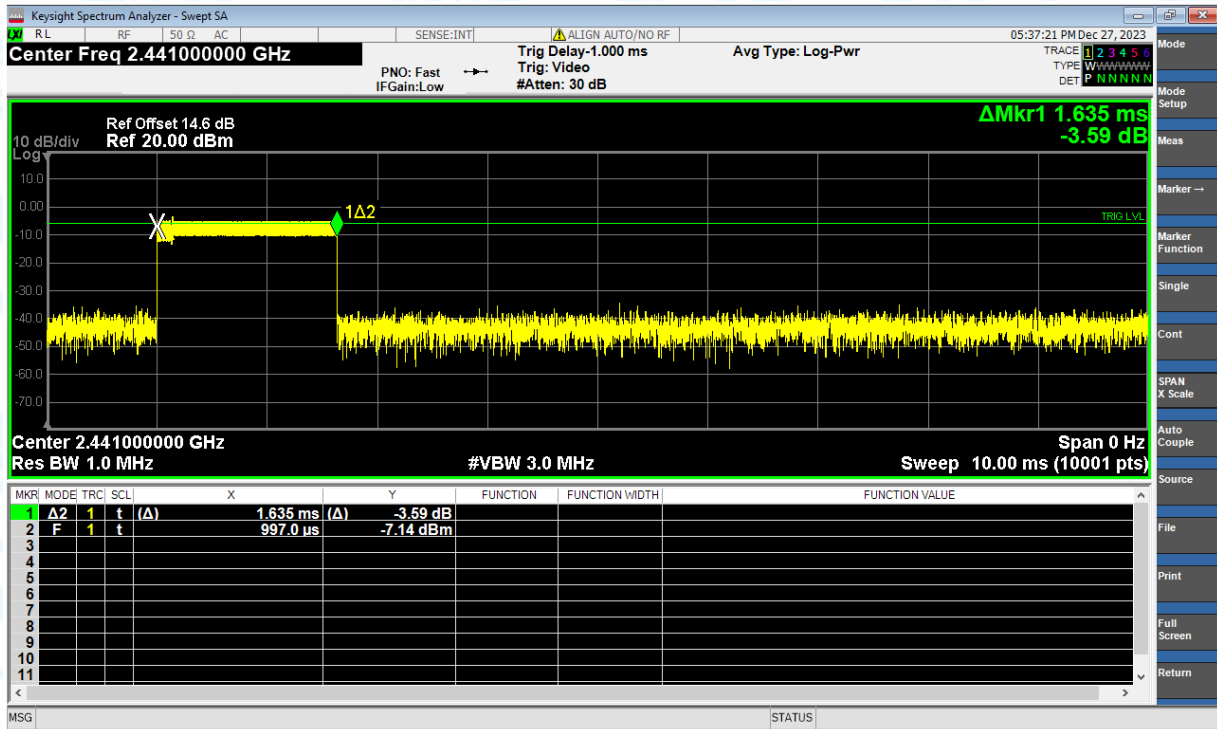 Keysight Spectrum Analyzer - Swept SA
LXI RL RF 50 Ω AC SENSE:INT ALIGN AUTO/NO RF 05:37:21 PM Dec 27, 2023
Center Freq 2.441000000 GHz
PNO: Fast
IFGain:Low
Trig Delay-1.000 ms
Trig: Video
#Atten: 30 dB
Avg Type: Log-Pwr
TRACE 1 2 3 4 5 6
TYPE WWWWWW
DET P N N N N N
ΔMkr1 1.635 ms
-3.59 dB
Ref Offset 14.6 dB
10 dB/div Ref 20.00 dBm
Log
10.0
0.00
-10.0
-20.0
-30.0
-40.0
-50.0
-60.0
-70.0
1Δ2
TRIG LVL
Center 2.441000000 GHz Span 0 Hz
Res BW 1.0 MHz #VBW 3.0 MHz Sweep 10.00 ms (10001 pts)
MKR MODE TRC SCL X Y FUNCTION FUNCTION WIDTH FUNCTION VALUE
1 Δ2 1 t (Δ) 1.635 ms (Δ) -3.59 dB
2 F 1 t 997.0 µs -7.14 dBm
3
4
5
6
7
8
9
10
11
MSG STATUS
Mode
Mode
Setup
Meas
Marker →
Marker
Function
Single
Cont
SPAN
X Scale
Auto
Couple
Source
File
Print
Full
Screen
Return